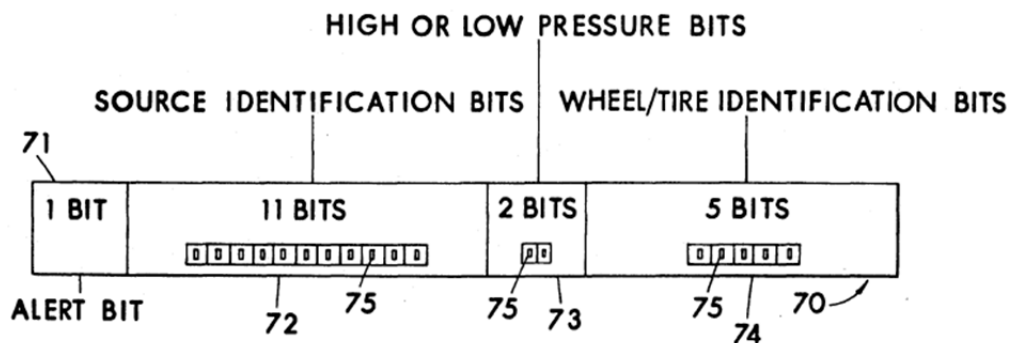 HIGH OR LOW PRESSURE BITS
SOURCE IDENTIFICATION BITS
WHEEL/TIRE IDENTIFICATION BITS
71
1 BIT
11 BITS
2 BITS
5 BITS
0 0 0 0 0 0 0 0 0 0 0
0 0
0 0 0 0 0
ALERT BIT
72
75
75
73
75
74
70